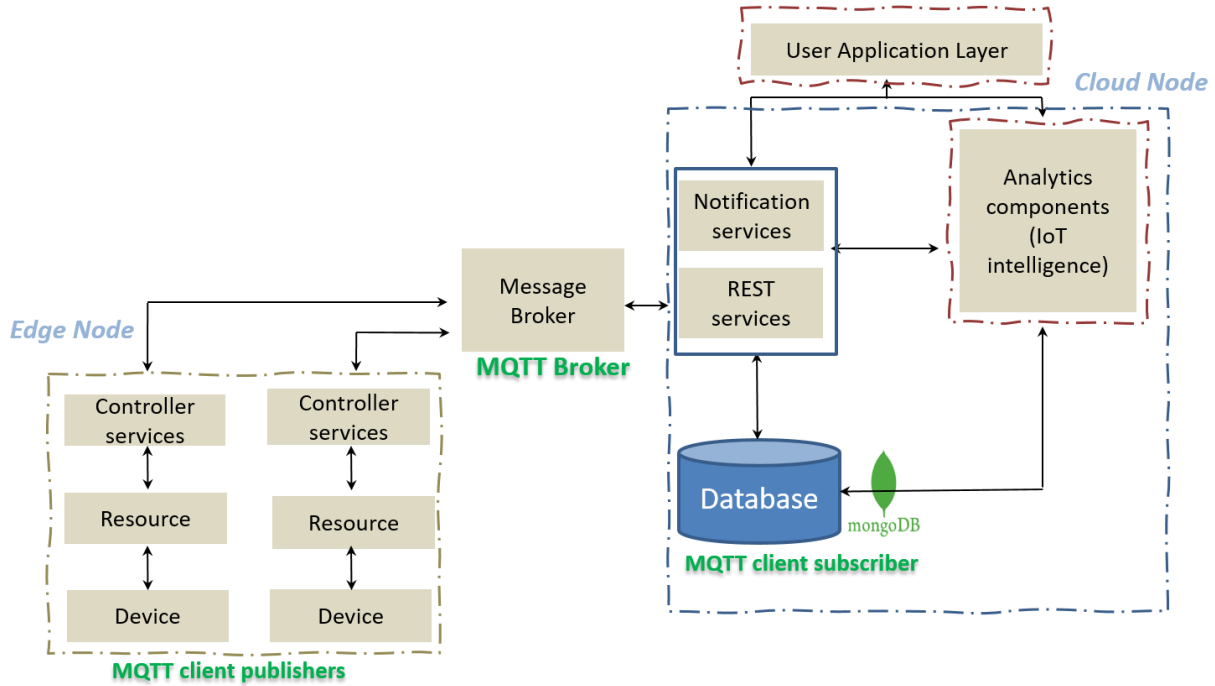 User Application Layer
Cloud Node
Analytics
components
(IoT
intelligence)
Notification
services
REST
services
Message
Broker
MQTT Broker
Edge Node
Controller
services
Resource
Device
Controller
services
Resource
Device
MQTT client publishers
Database
mongoDB
MQTT client subscriber